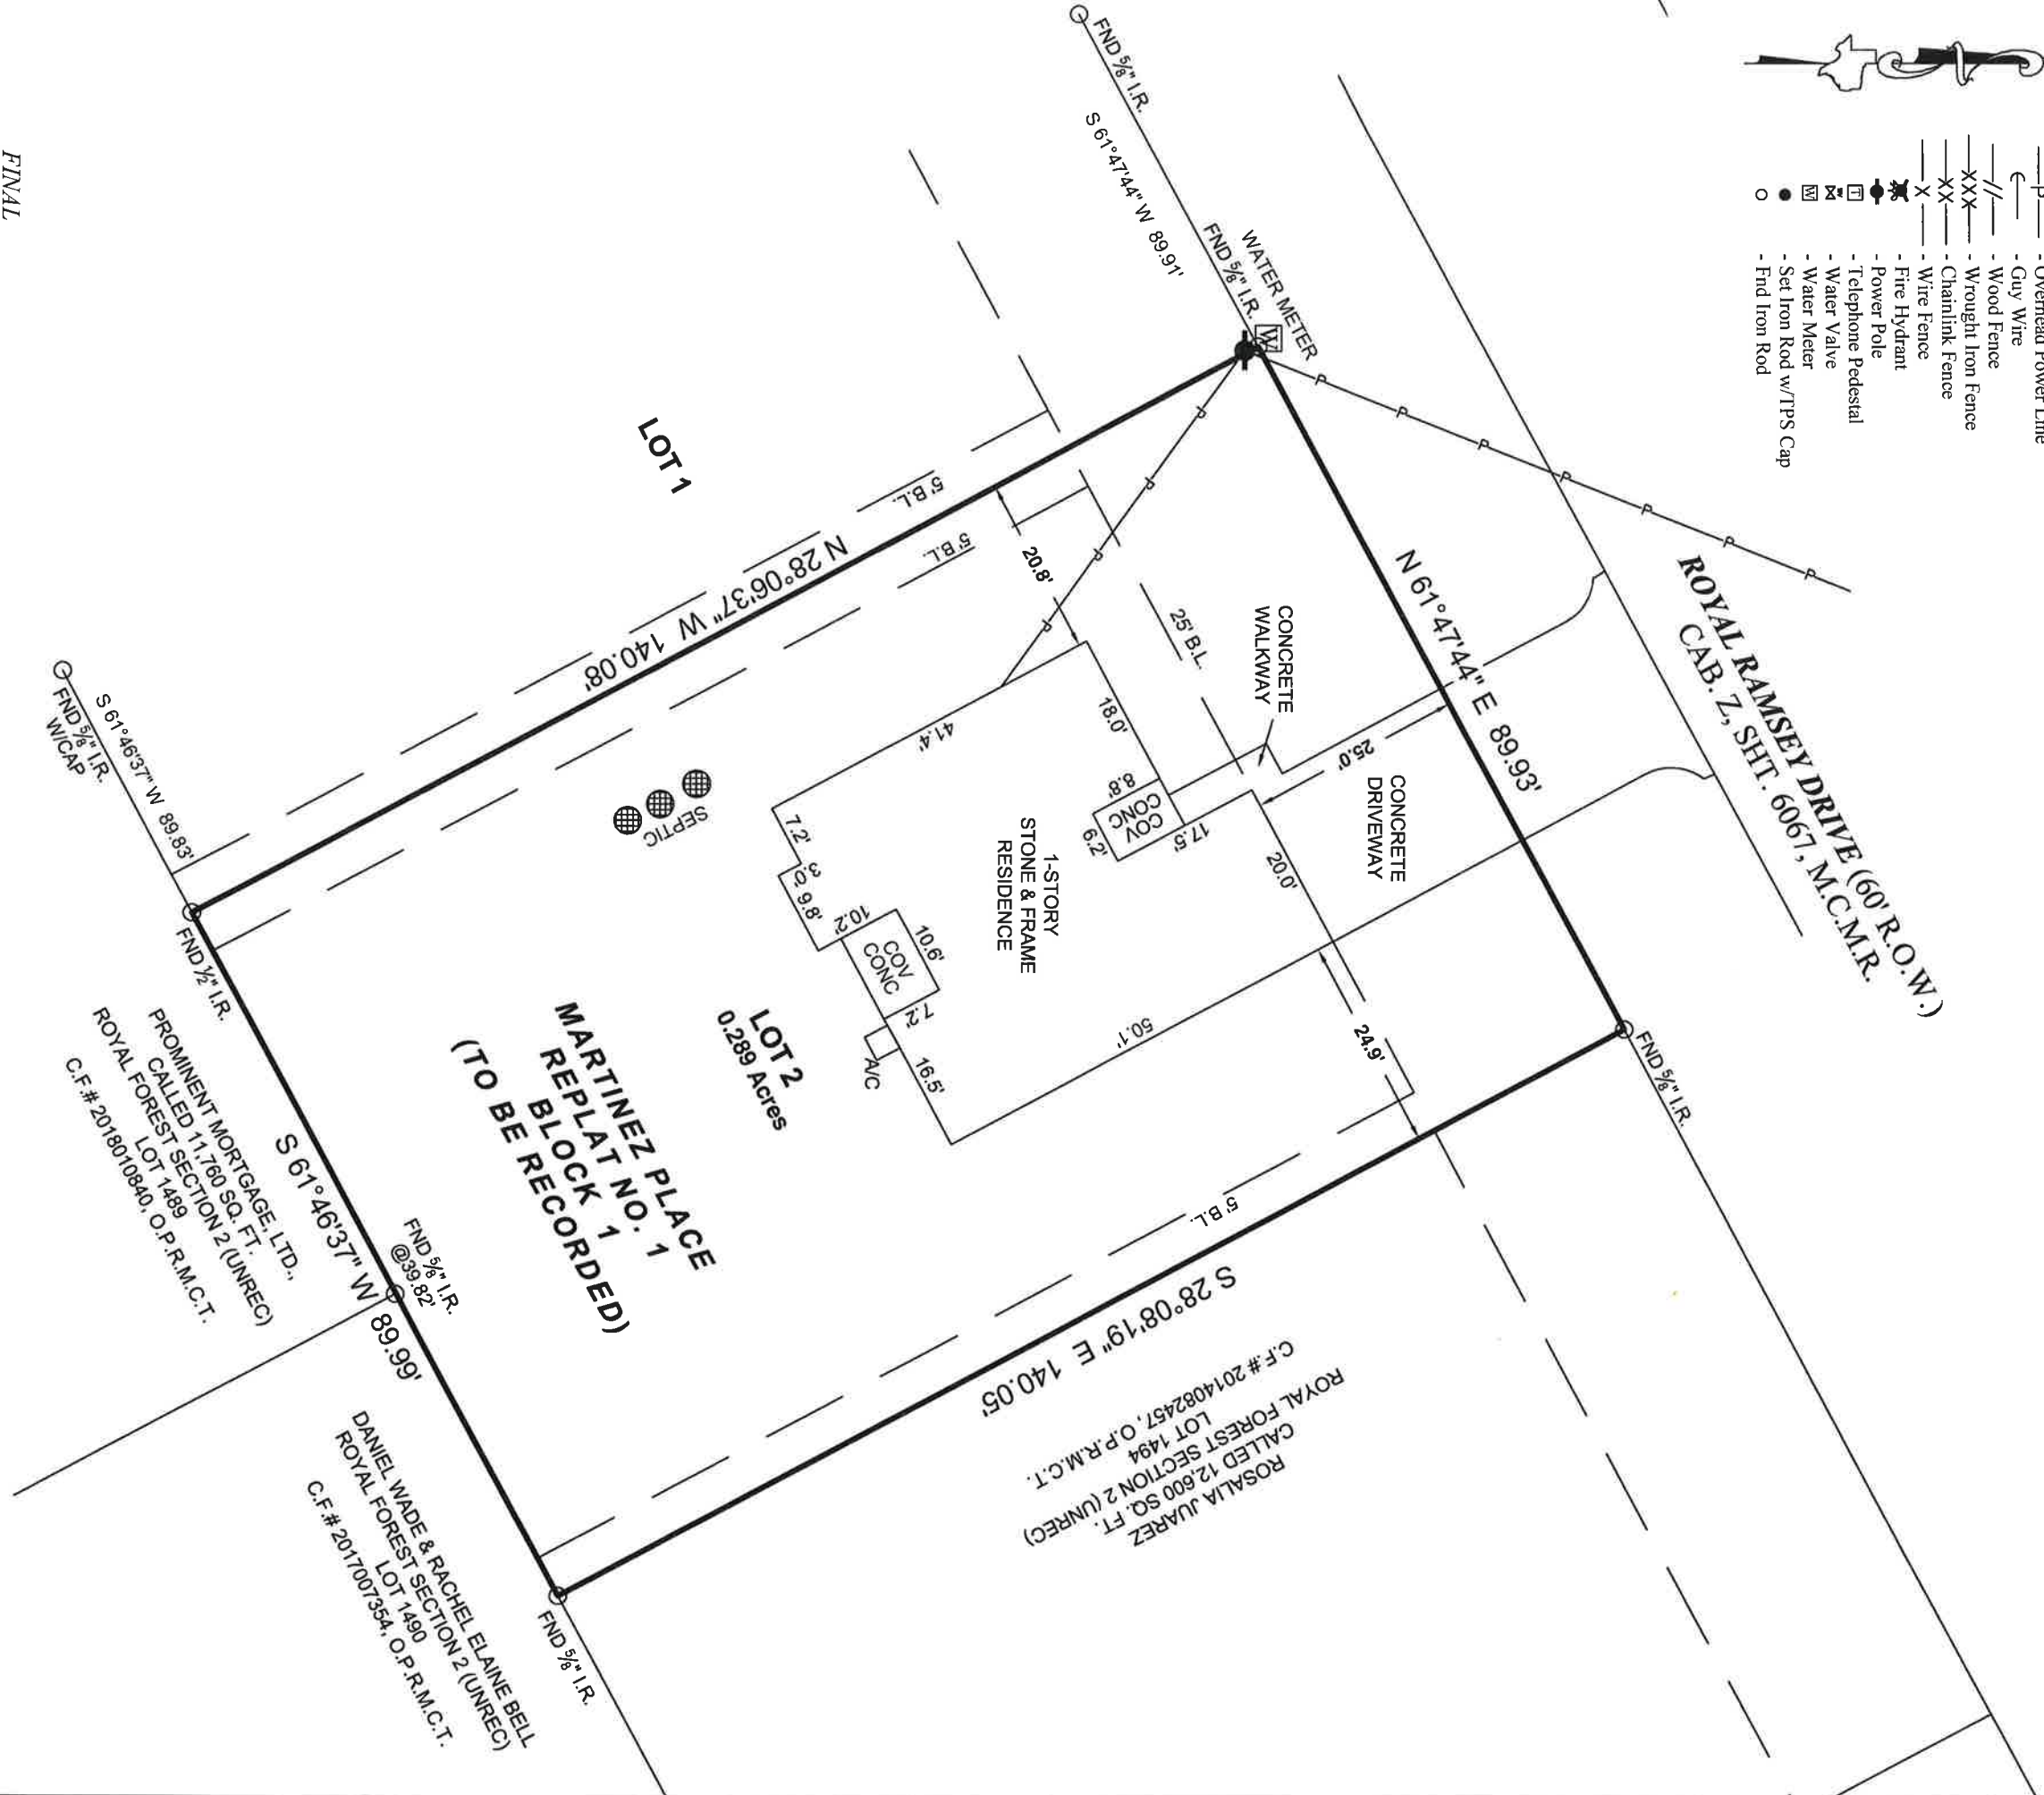 - Overhead Power Line
- Guy Wire
- Wood Fence
- Wrought Iron Fence
- Chainlink Fence
- Wire Fence
- Fire Hydrant
- Power Pole
- Telephone Pedestal
- Water Valve
- Water Meter
- Set Iron Rod w/TPS Cap
- Fnd Iron Rod
P
XXX
XX
X
T
W
W
ROYAL RAMSEY DRIVE (60' R.O.W.)
CAB. Z, SHT. 6067, M.C.M.R.
FND 5/8" I.R.
S 61°47'44" W 89.91'
FND 5/8" I.R.
WATER METER
W
P
P
P
P
P
P
P
P
P
P
P
N 61°47'44" E 89.93'
FND 5/8" I.R.
CONCRETE
WALKWAY
CONCRETE
DRIVEWAY
25' B.L.
25.0'
20.8'
24.9'
18.0'
8.8'
COV
CONC
6.2'
17.5'
20.0'
41.4'
1-STORY
STONE & FRAME
RESIDENCE
50.1'
7.2'
3.0'
9.8'
10.2'
10.6'
COV
CONC
7.2'
A/C
16.5'
SEPTIC
LOT 1
5' B.L.
5' B.L.
N 28°06'37" W 140.08'
LOT 2
0.289 Acres
MARTINEZ PLACE
REPLAT NO. 1
BLOCK 1
(TO BE RECORDED)
5' B.L.
S 28°08'19" E 140.05'
ROSALIA JUAREZ
CALLED 12,600 SQ. FT.
ROYAL FOREST SECTION 2 (UNREC)
LOT 1494
C.F.# 2014082457, O.P.R.M.C.T.
FND 5/8" I.R.
W/CAP
S 61°46'37" W 89.83'
FND 1/2" I.R.
S 61°46'37" W 89.99'
FND 5/8" I.R.
@39.82'
FND 5/8" I.R.
PROMINENT MORTGAGE, LTD.,
CALLED 11,760 SQ. FT.
ROYAL FOREST SECTION 2 (UNREC)
LOT 1489
C.F.# 2018010840, O.P.R.M.C.T.
DANIEL WADE & RACHEL ELAINE BELL
ROYAL FOREST SECTION 2 (UNREC)
LOT 1490
C.F.# 2017007354, O.P.R.M.C.T.
FINAL